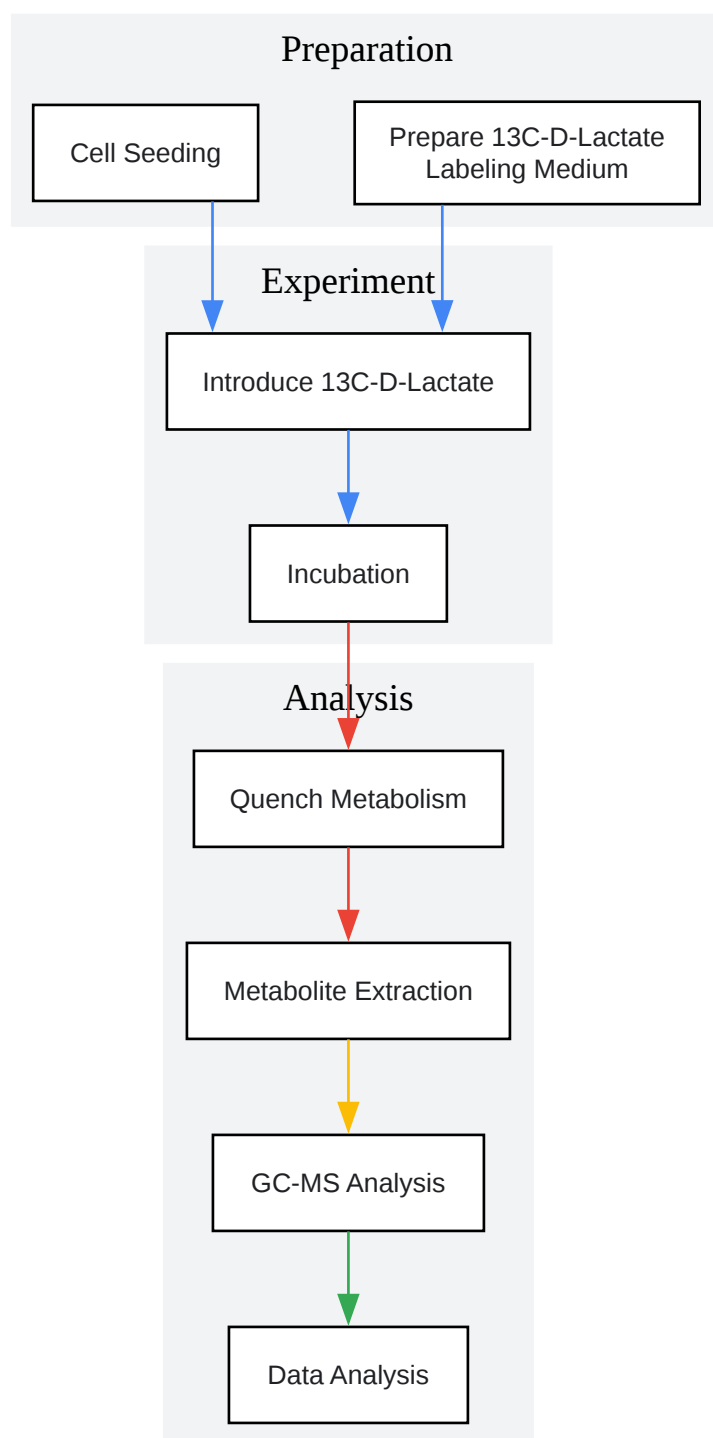 Preparation
Cell Seeding
Prepare 13C-D-Lactate
Labeling Medium
Experiment
Introduce 13C-D-Lactate
Incubation
Analysis
Quench Metabolism
Metabolite Extraction
GC-MS Analysis
Data Analysis